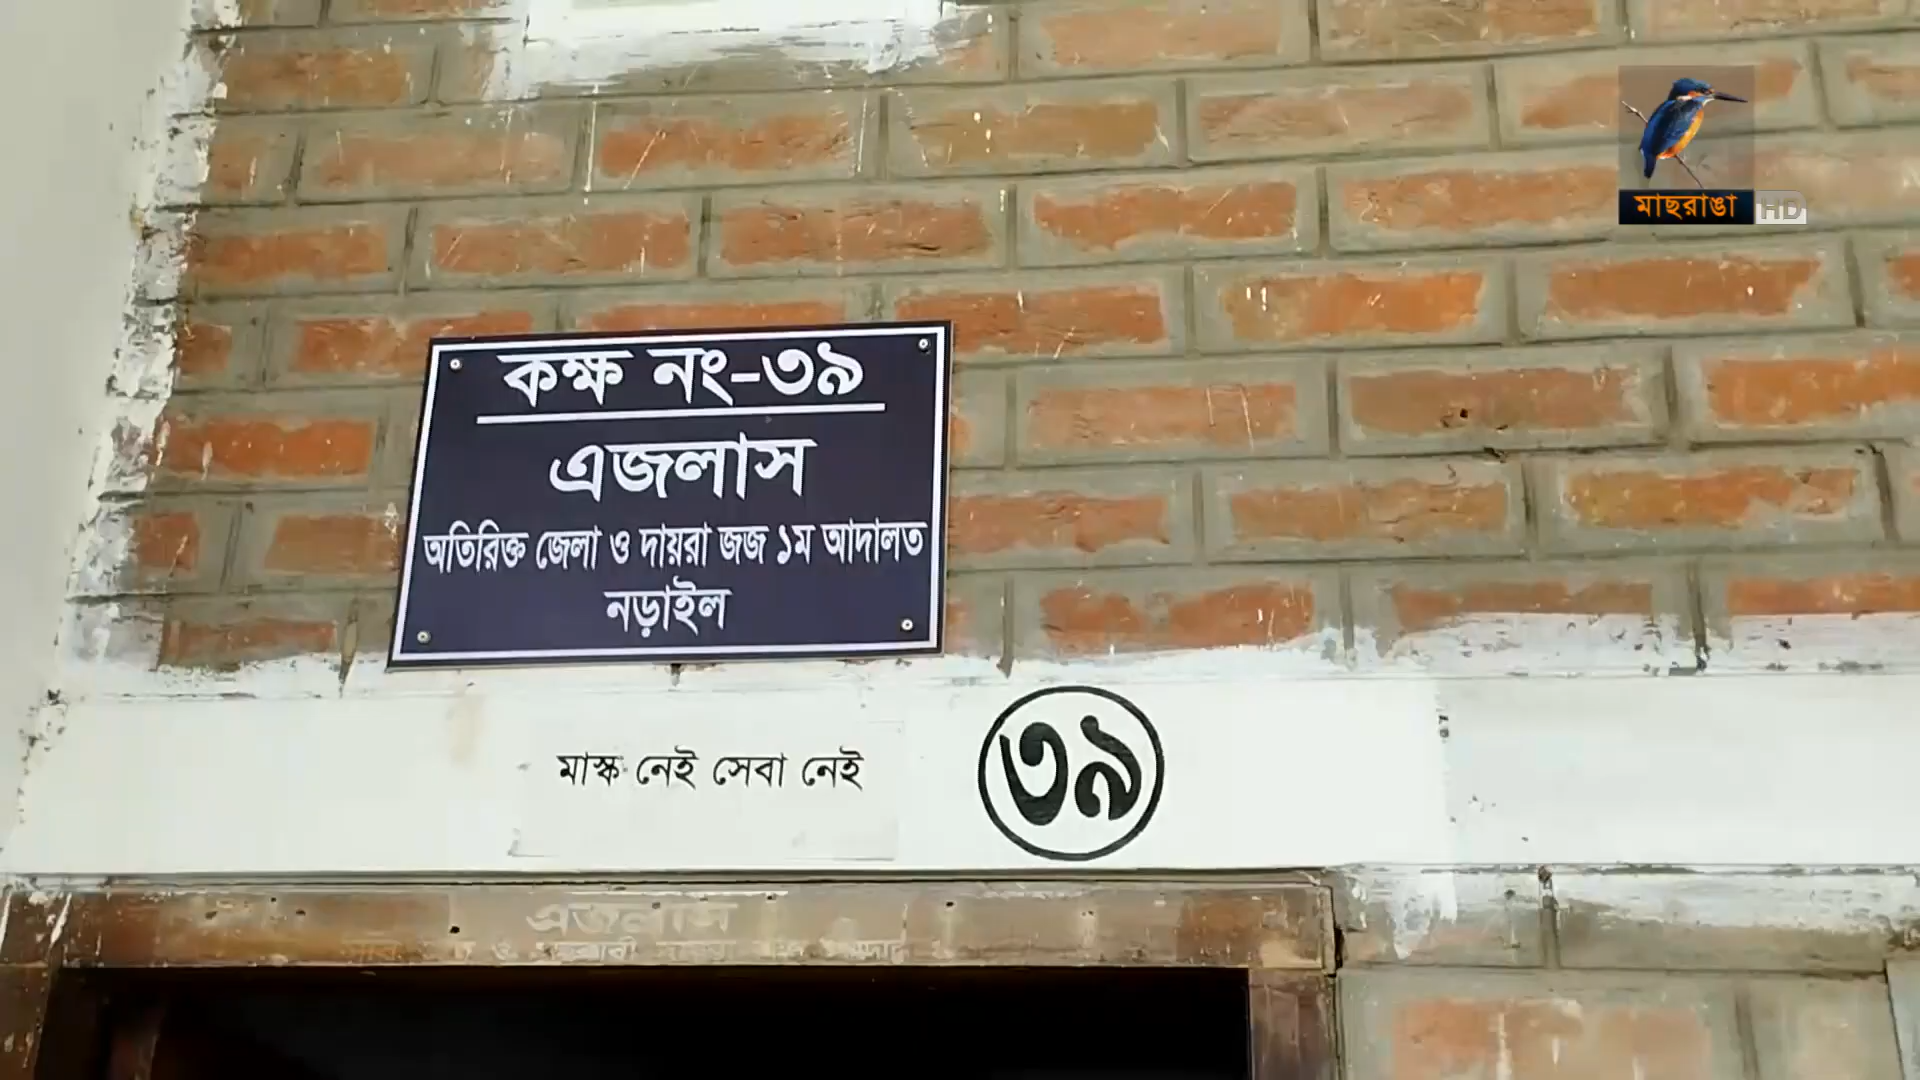 মাছরাঙা HD
কক্ষ নং-৩৯
এজলাস
অতিরিক্ত জেলা ও দায়রা জজ ১ম আদালত
নড়াইল
মাস্ক নেই সেবা নেই
৩৯
এজলাস